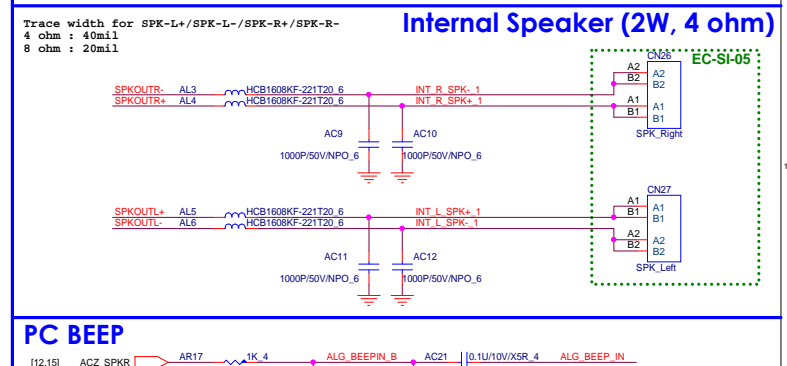 Internal Speaker (2W, 4 ohm)
Trace width for SPK-L+/SPK-L-/SPK-R+/SPK-R-
4 ohm : 40mil
8 ohm : 20mil
CN26
EC-SI-05
A2
B2
A2
B2
SPKOUTR- AL3 HCB1608KF-221T20_6 INT_R_SPK-_1
SPKOUTR+ AL4 HCB1608KF-221T20_6 INT_R_SPK+_1
A1
B1
A1
B1
SPK_Right
AC9
AC10
1000P/50V/NPO_6
1000P/50V/NPO_6
1
CN27
SPKOUTL+ AL5 HCB1608KF-221T20_6 INT_L_SPK+_1
SPKOUTL- AL6 HCB1608KF-221T20_6 INT_L_SPK-_1
A1
B1
A1
B1
A2
B2
A2
B2
SPK_Left
AC11
AC12
1000P/50V/NPO_6
1000P/50V/NPO_6
PC BEEP
[12,15] ACZ_SPKR AR17 1K_4 ALG_BEEPIN_B AC21 0.1U/10V/X5R_4 ALG_BEEP_IN